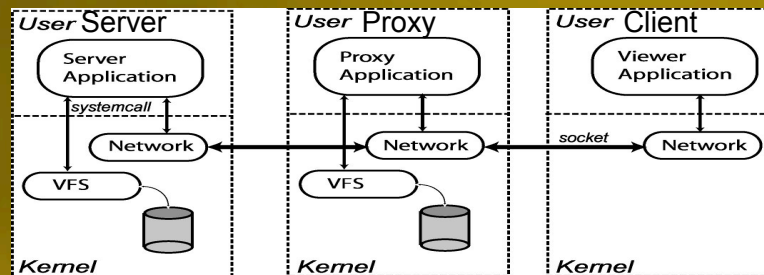 User Server
Server
Application
systemcall
Network
VFS
Kernel
User Proxy
Proxy
Application
Network
VFS
Kernel
User Client
Viewer
Application
socket
Network
Kernel